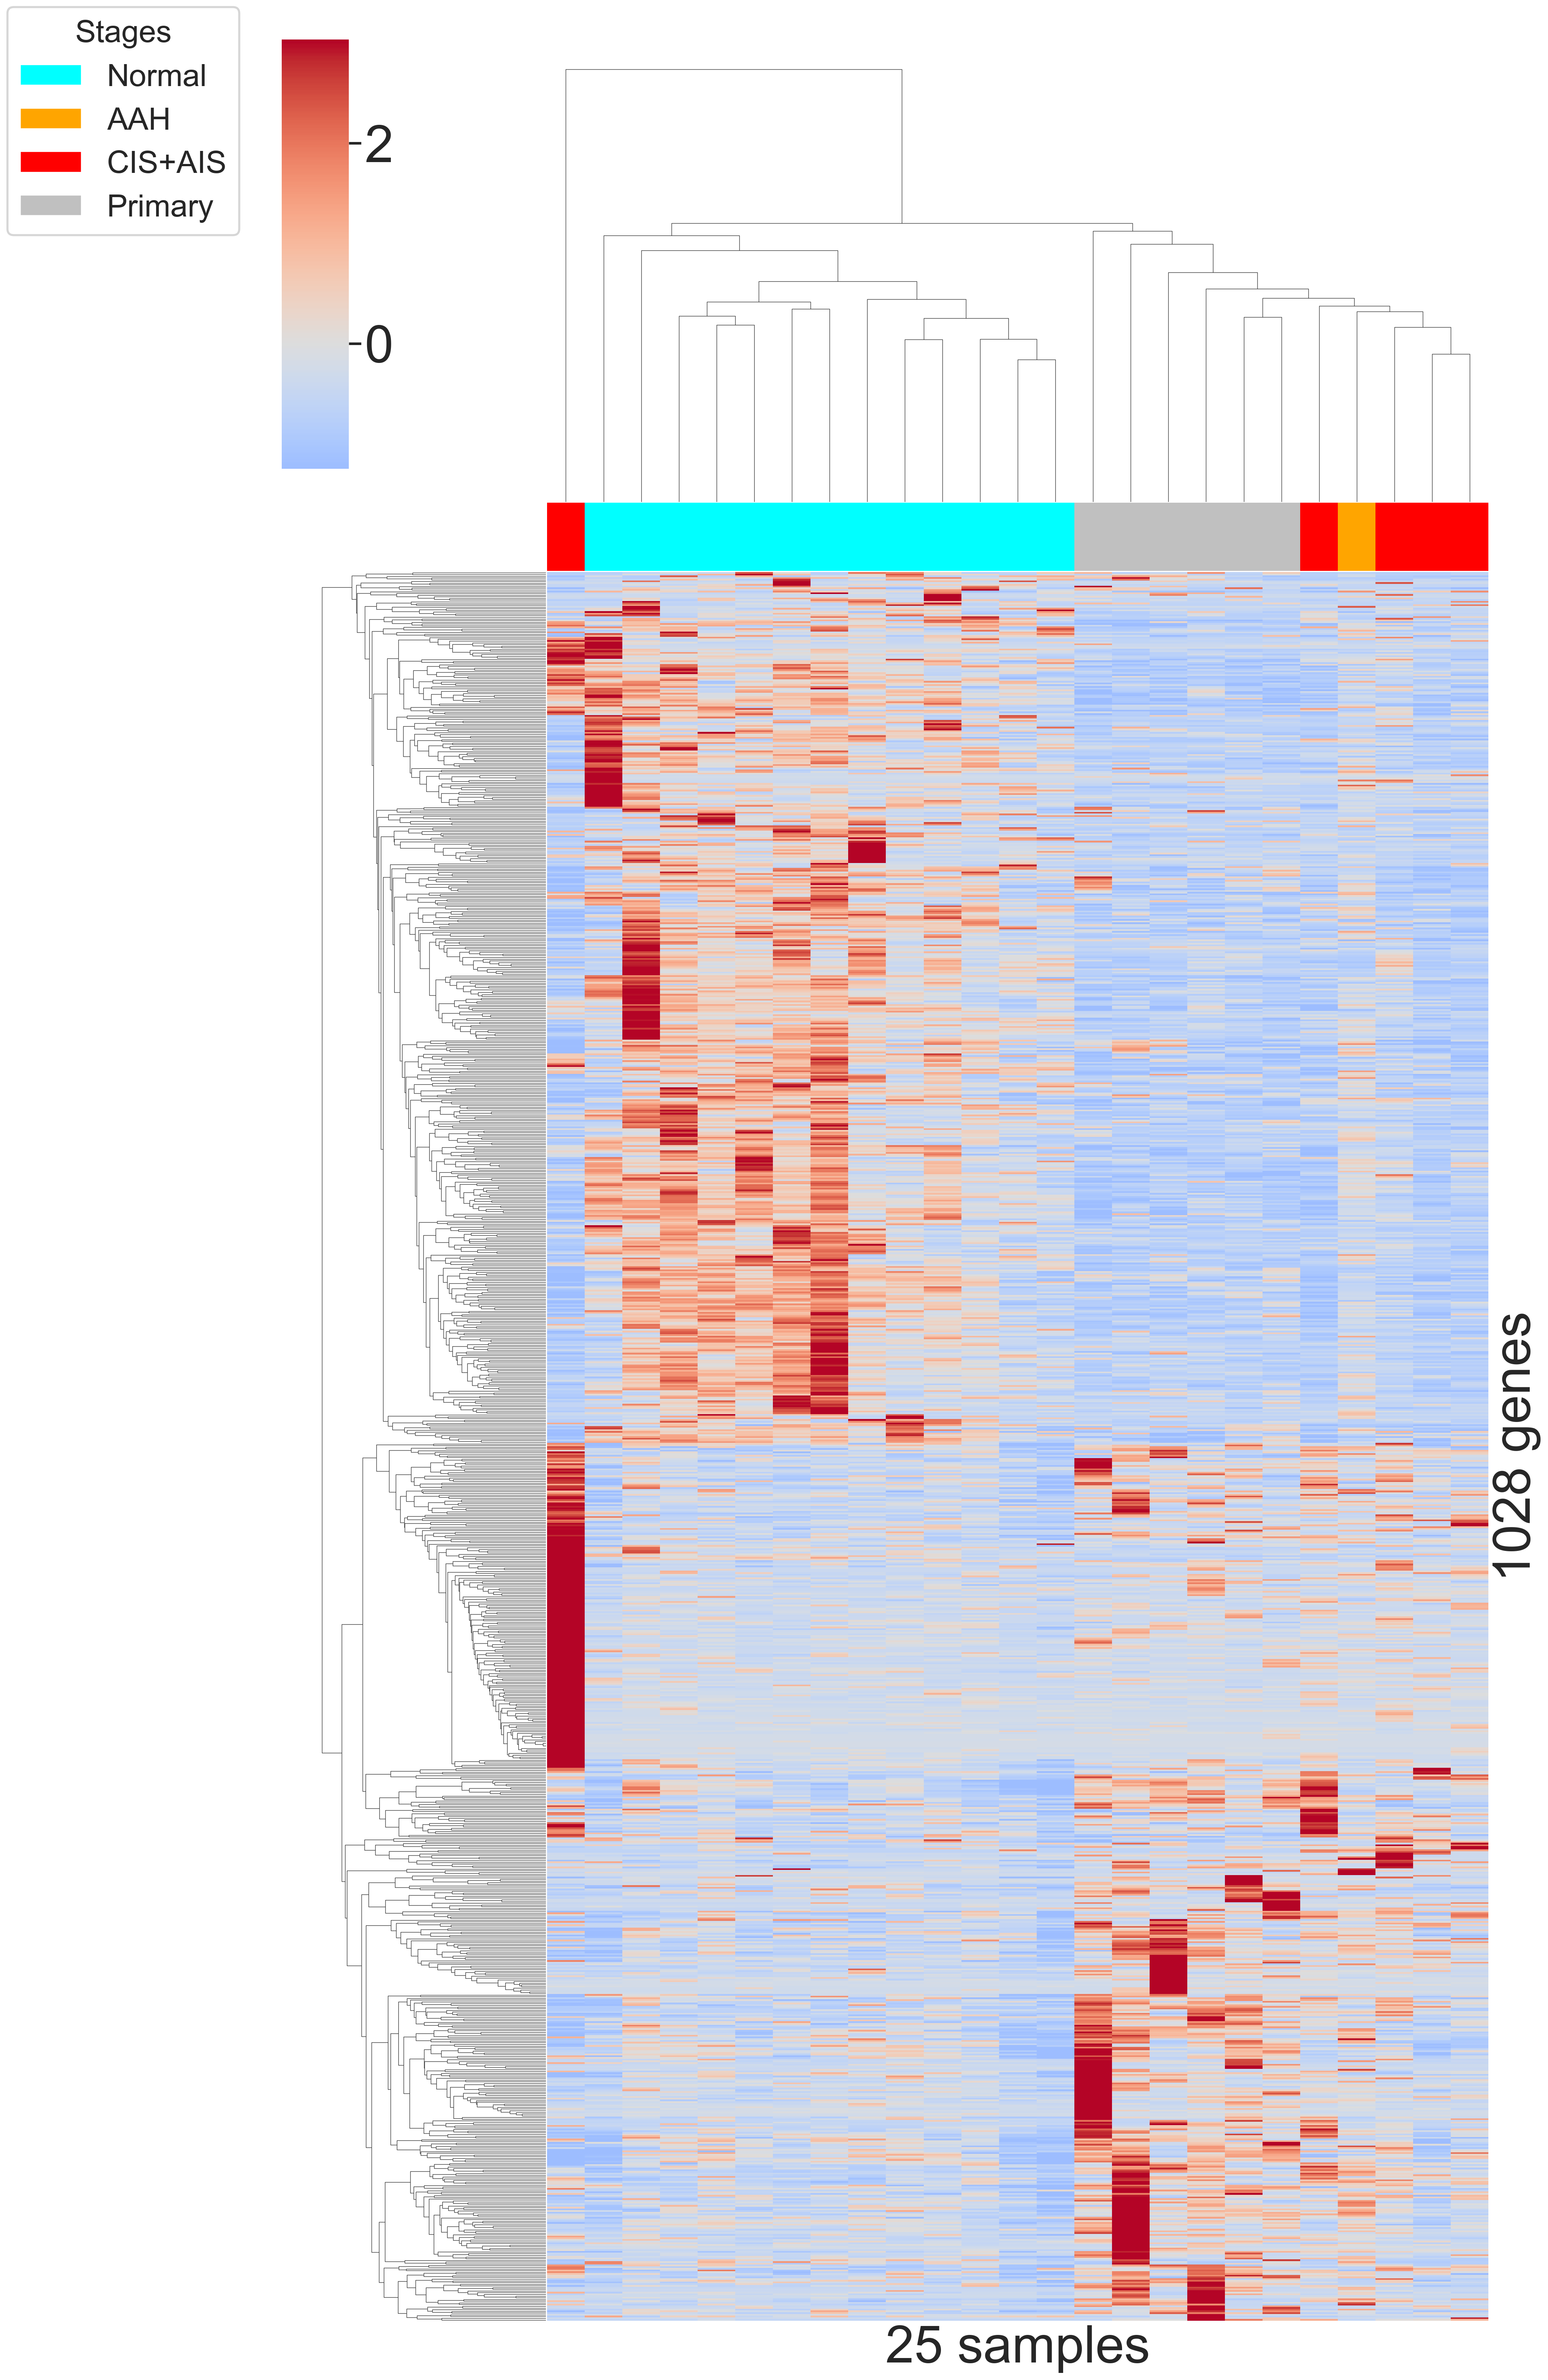 Stages
Normal
AAH
CIS+AIS
Primary
2
0
1028 genes
25 samples